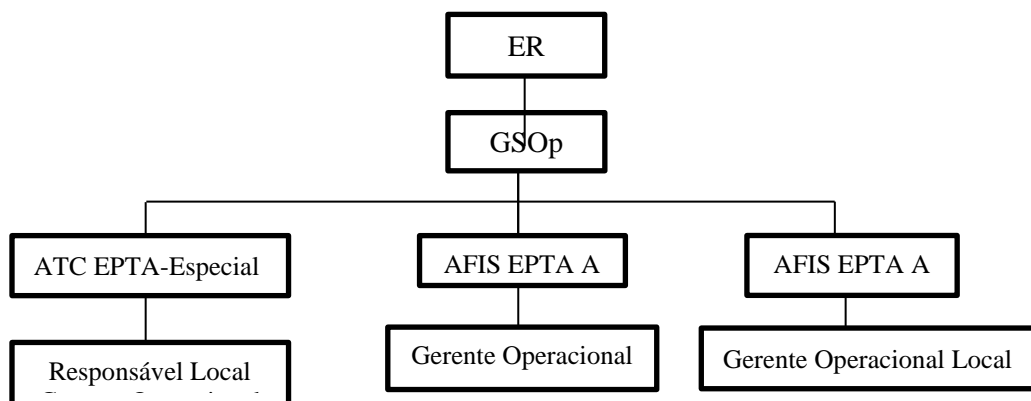 ER
GSOp
ATC EPTA-Especial
AFIS EPTA A
AFIS EPTA A
Gerente Operacional
Gerente Operacional Local
Responsável Local